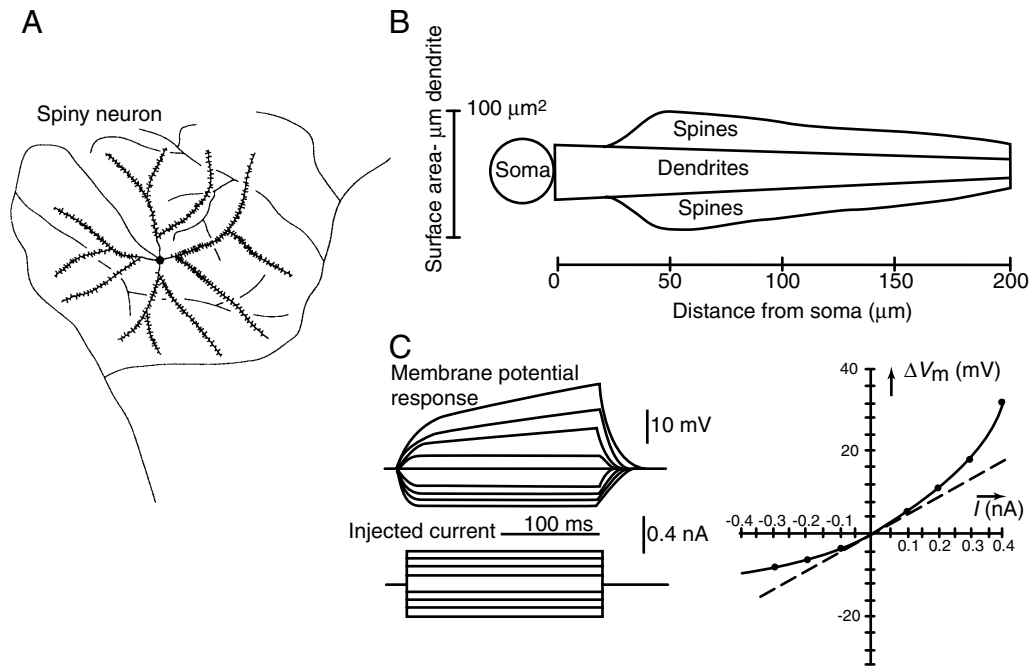 A
Spiny neuron
B
Surface area- μm dendrite
100 μm²
Soma
Spines
Dendrites
Spines
0
50
100
150
200
Distance from soma (μm)
C
Membrane potential
response
10 mV
Injected current
100 ms
0.4 nA
40
ΔVm (mV)
20
I (nA)
-0.4 -0.3 -0.2 -0.1
0.1 0.2 0.3 0.4
-20